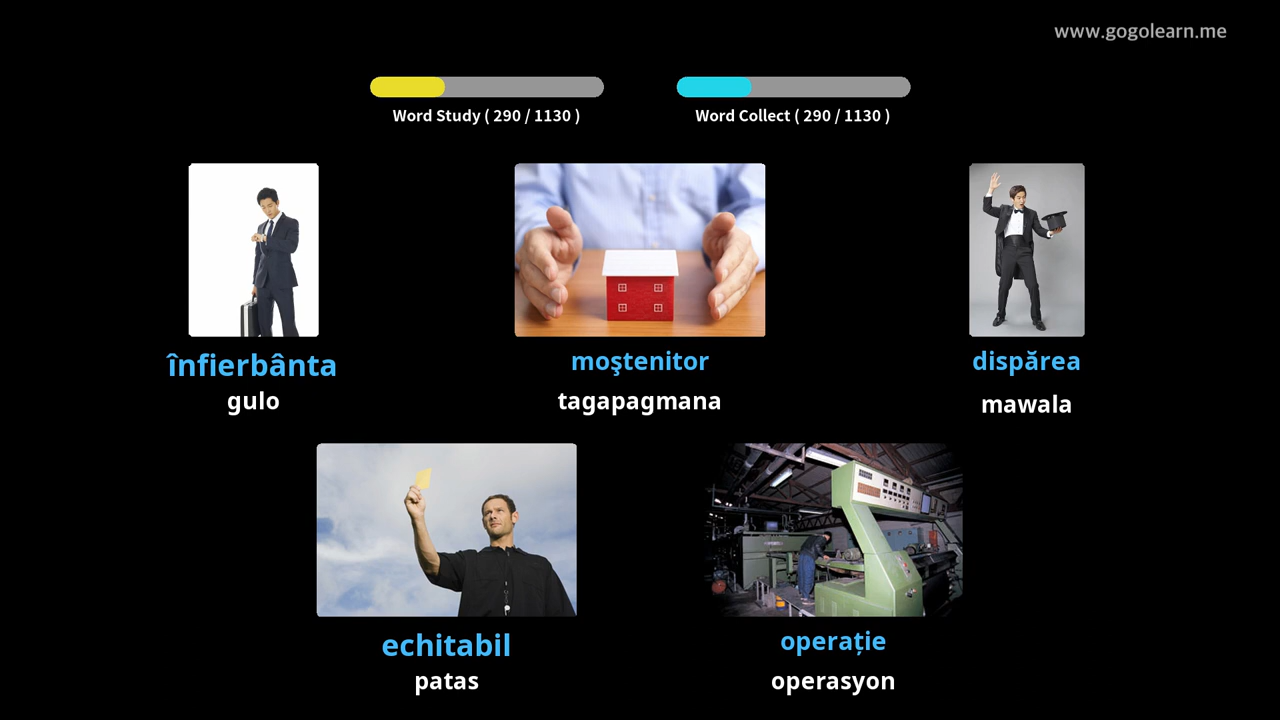 www.gogolearn.me
Word Study ( 290 / 1130 )
Word Collect ( 290 / 1130 )
înfierbânta
gulo
moştenitor
tagapagmana
dispărea
mawala
echitabil
patas
operație
operasyon